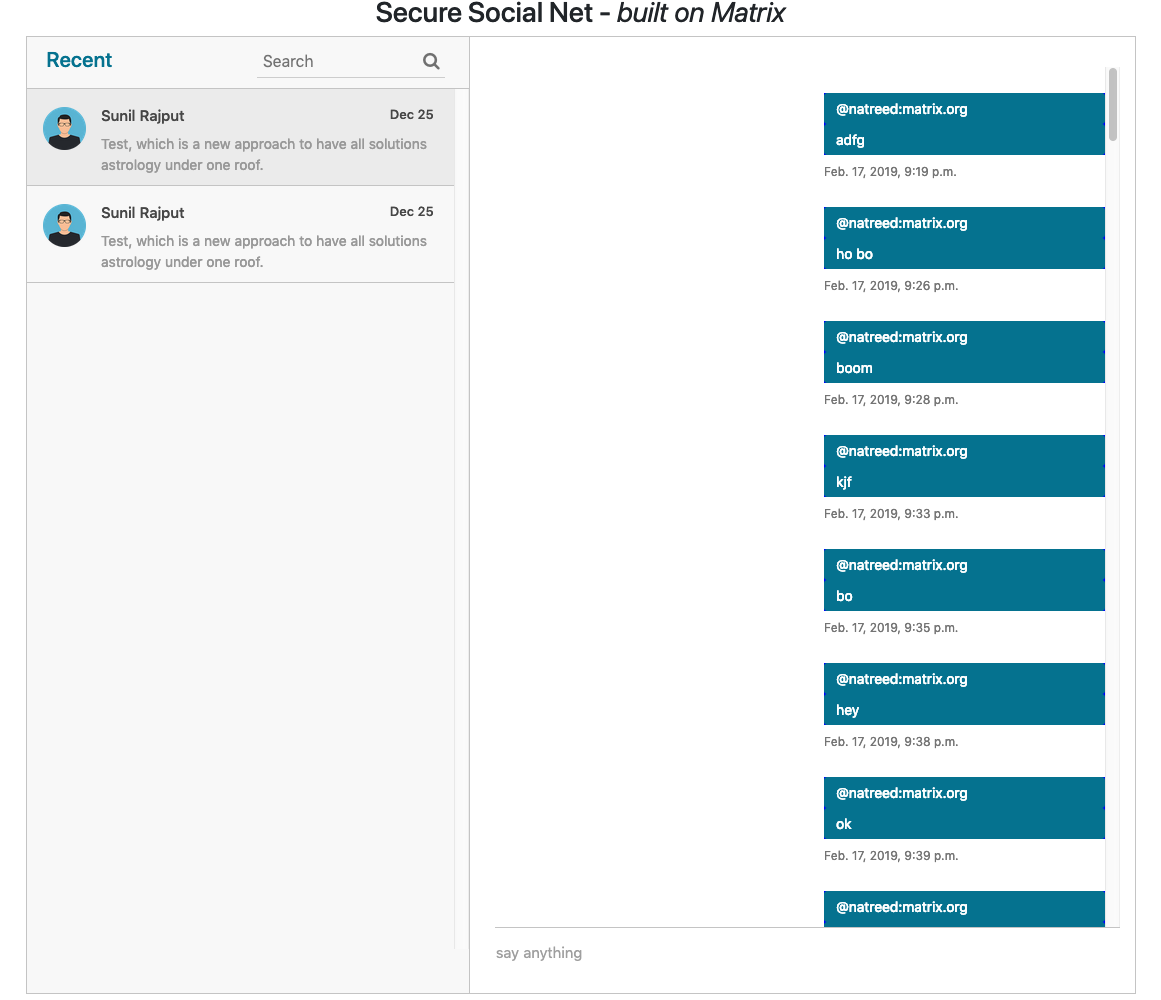 Secure Social Net - built on Matrix
Recent
Search
Sunil Rajput
Dec 25
Test, which is a new approach to have all solutions
astrology under one roof.
Sunil Rajput
Dec 25
Test, which is a new approach to have all solutions
astrology under one roof.
@natreed:matrix.org
adfg
Feb. 17, 2019, 9:19 p.m.
@natreed:matrix.org
ho bo
Feb. 17, 2019, 9:26 p.m.
@natreed:matrix.org
boom
Feb. 17, 2019, 9:28 p.m.
@natreed:matrix.org
kjf
Feb. 17, 2019, 9:33 p.m.
@natreed:matrix.org
bo
Feb. 17, 2019, 9:35 p.m.
@natreed:matrix.org
hey
Feb. 17, 2019, 9:38 p.m.
@natreed:matrix.org
ok
Feb. 17, 2019, 9:39 p.m.
@natreed:matrix.org
say anything